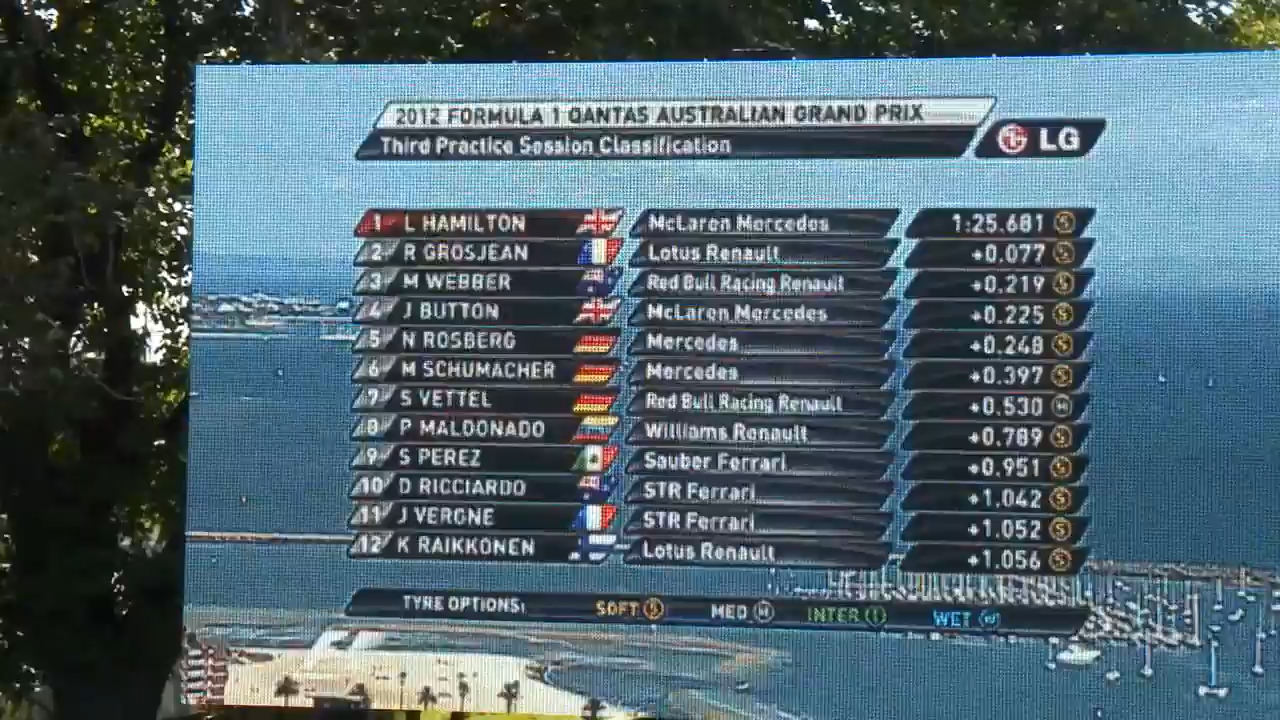 2012 FORMULA 1 QANTAS AUSTRALIAN GRAND PRIX
Third Practice Session Classification
LG
1 L HAMILTON McLaren Mercedes 1:25.681 S
2 R GROSJEAN Lotus Renault +0.077 S
3 M WEBBER Red Bull Racing Renault +0.219 S
4 J BUTTON McLaren Mercedes +0.225 S
5 N ROSBERG Mercedes +0.248 S
6 M SCHUMACHER Mercedes +0.397 S
7 S VETTEL Red Bull Racing Renault +0.530 M
8 P MALDONADO Williams Renault +0.789 S
9 S PEREZ Sauber Ferrari +0.951 S
10 D RICCIARDO STR Ferrari +1.042 S
11 J VERGNE STR Ferrari +1.052 S
12 K RAIKKONEN Lotus Renault +1.056 S
TYRE OPTIONS: SOFT S MED M INTER I WET W